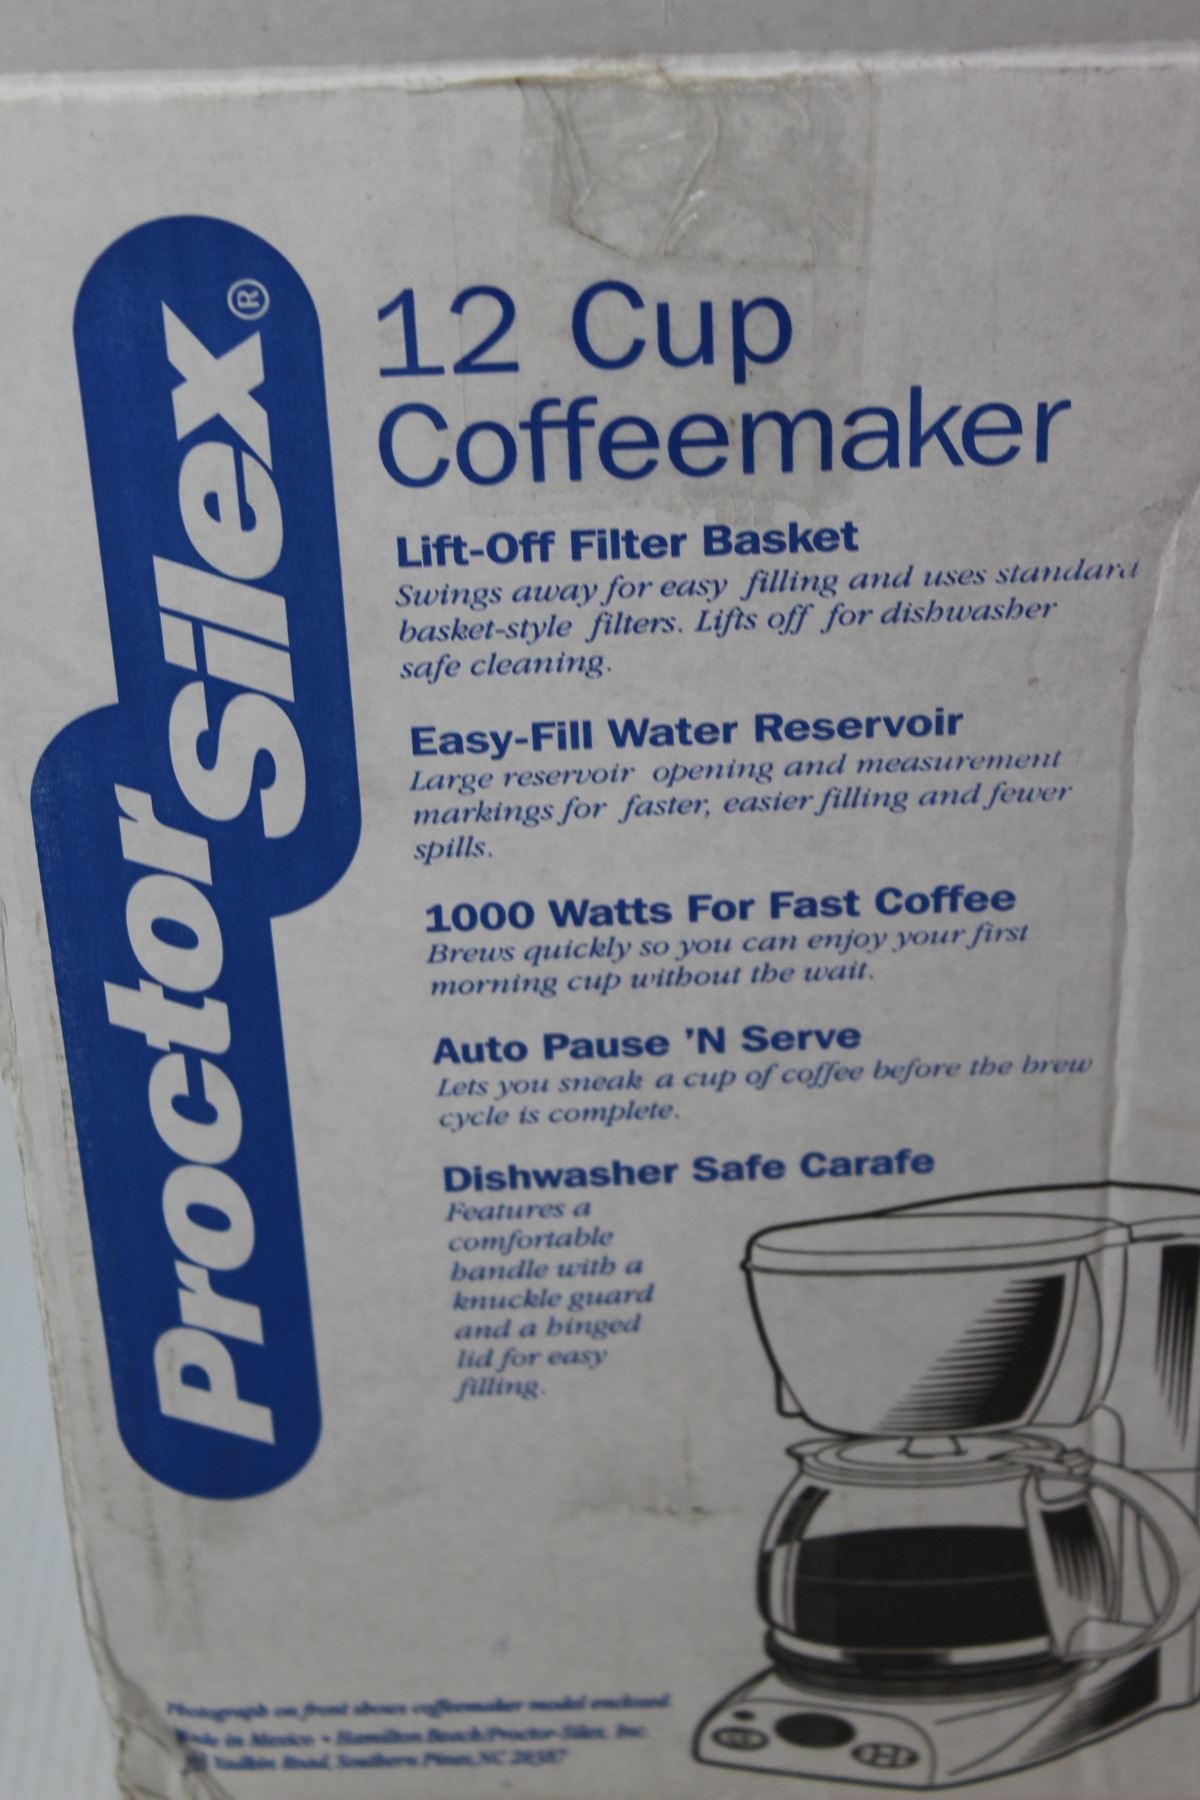 Proctor Silex®
12 Cup
Coffeemaker
Lift-Off Filter Basket
Swings away for easy filling and uses standard
basket-style filters. Lifts off for dishwasher
safe cleaning.
Easy-Fill Water Reservoir
Large reservoir opening and measurement
markings for faster, easier filling and fewer
spills.
1000 Watts For Fast Coffee
Brews quickly so you can enjoy your first
morning cup without the wait.
Auto Pause 'N Serve
Lets you sneak a cup of coffee before the brew
cycle is complete.
Dishwasher Safe Carafe
Features a
comfortable
handle with a
knuckle guard
and a hinged
lid for easy
filling.
Photograph on front shows coffeemaker model enclosed.
Made in Mexico • Hamilton Beach/Proctor-Silex, Inc.
Yadkin Road, Southern Pines, NC 28387